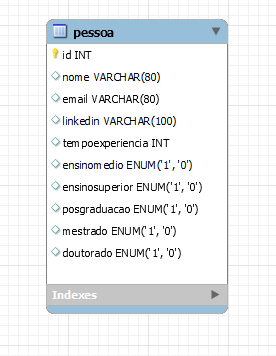 pessoa
id INT
nome VARCHAR(80)
email VARCHAR(80)
linkedin VARCHAR(100)
tempoexperiencia INT
ensinomedio ENUM('1', '0')
ensinosuperior ENUM('1', '0')
posgraduacao ENUM('1', '0')
mestrado ENUM('1', '0')
doutorado ENUM('1', '0')
Indexes